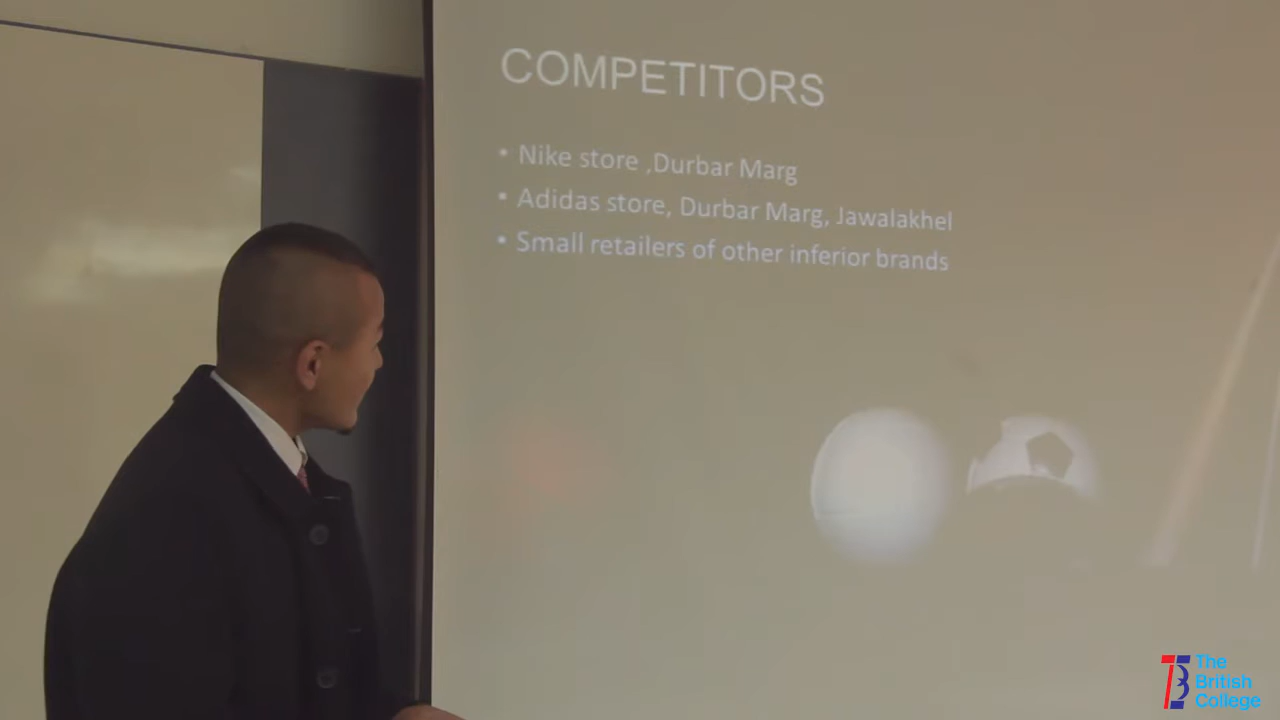 COMPETITORS
• Nike store ,Durbar Marg
• Adidas store, Durbar Marg, Jawalakhel
• Small retailers of other inferior brands
The
British
College